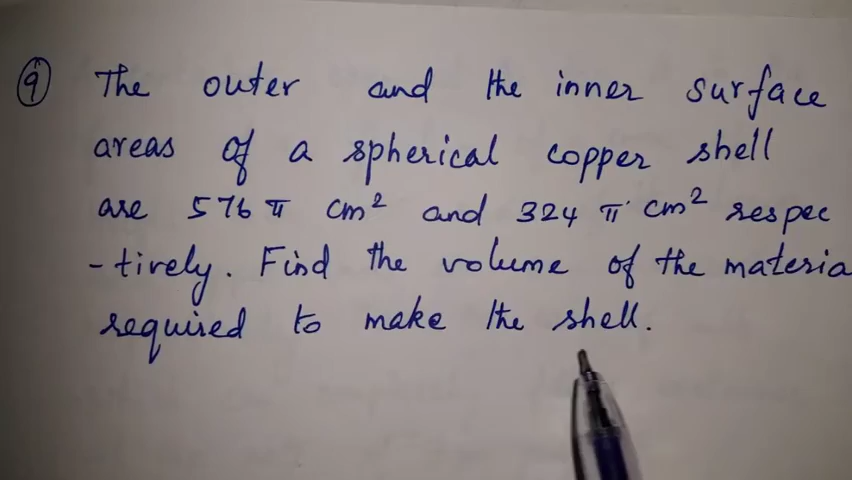 9 The outer and the inner surface
areas of a spherical copper shell
are 576 π cm² and 324 π cm² respec
-tively. Find the volume of the materia
required to make the shell.